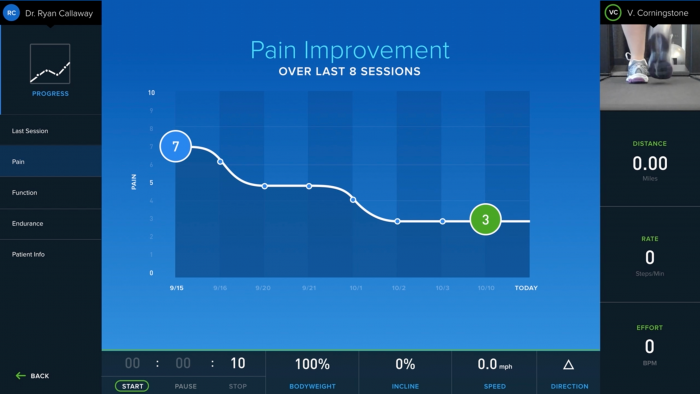 RC Dr. Ryan Callaway
PROGRESS
Last Session
Pain
Function
Endurance
Patient Info
BACK
Pain Improvement
OVER LAST 8 SESSIONS
PAIN
10
9
8
7
6
5
4
3
2
1
0
7
3
9/15 9/16 9/20 9/21 10/1 10/2 10/3 10/10 TODAY
00 : 00 : 10
START PAUSE STOP
100%
BODYWEIGHT
0%
INCLINE
0.0 mph
SPEED
DIRECTION
VC V. Corningstone
DISTANCE
0.00
Miles
RATE
0
Steps/Min
EFFORT
0
BPM